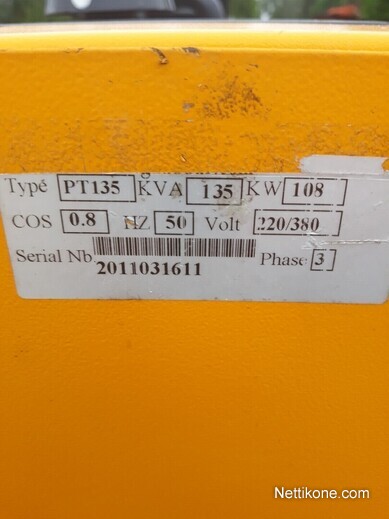 Type PT135 KVA 135 KW 108
COS 0.8 HZ 50 Volt 220/380
Serial Nb. 2011031611 Phase 3
Nettikone.com